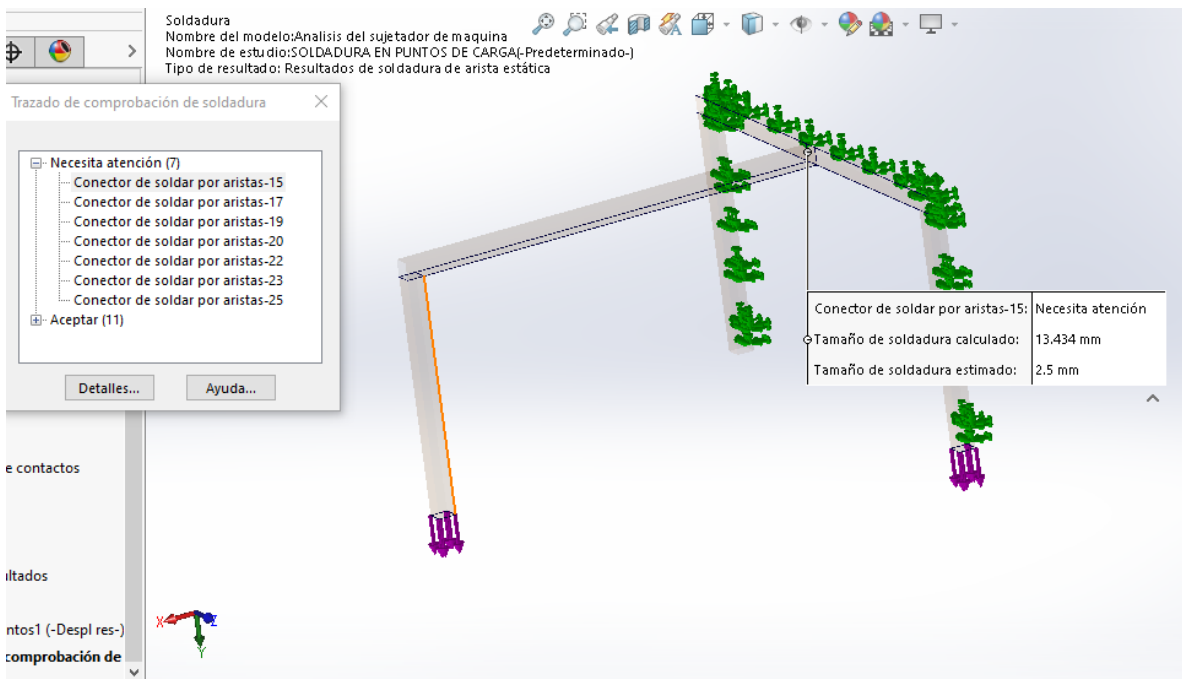 Soldadura
Nombre del modelo:Analisis del sujetador de maquina
Nombre de estudio:SOLDADURA EN PUNTOS DE CARGA(-Predeterminado-)
Tipo de resultado: Resultados de soldadura de arista estática
Trazado de comprobación de soldadura
Necesita atención (7)
Conector de soldar por aristas-15
Conector de soldar por aristas-17
Conector de soldar por aristas-19
Conector de soldar por aristas-20
Conector de soldar por aristas-22
Conector de soldar por aristas-23
Conector de soldar por aristas-25
Aceptar (11)
Detalles... Ayuda...
Conector de soldar por aristas-15: Necesita atención
Tamaño de soldadura calculado: 13.434 mm
Tamaño de soldadura estimado: 2.5 mm
e contactos
ltados
ntos1 (-Despl res-)
comprobación de
X Z
Y